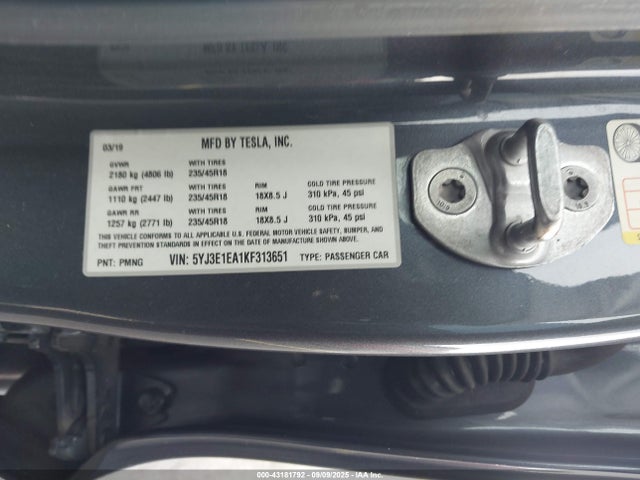 03/19 MFD BY TESLA, INC.
GVWR WITH TIRES
2180 kg (4806 lb) 235/45R18
GAWR FRT WITH TIRES RIM COLD TIRE PRESSURE
1110 kg (2447 lb) 235/45R18 18X8.5 J 310 kPa, 45 psi
GAWR RR WITH TIRES RIM COLD TIRE PRESSURE
1257 kg (2771 lb) 235/45R18 18X8.5 J 310 kPa, 45 psi
THIS VEHICLE CONFORMS TO ALL APPLICABLE U.S. FEDERAL MOTOR VEHICLE SAFETY, BUMPER, AND
THEFT PREVENTION STANDARDS IN EFFECT ON THE DATE OF MANUFACTURE SHOWN ABOVE.
PNT: PMNG VIN: 5YJ3E1EA1KF313651 TYPE: PASSENGER CAR
000-43181792 - 09/09/2025 - IAAI.COM